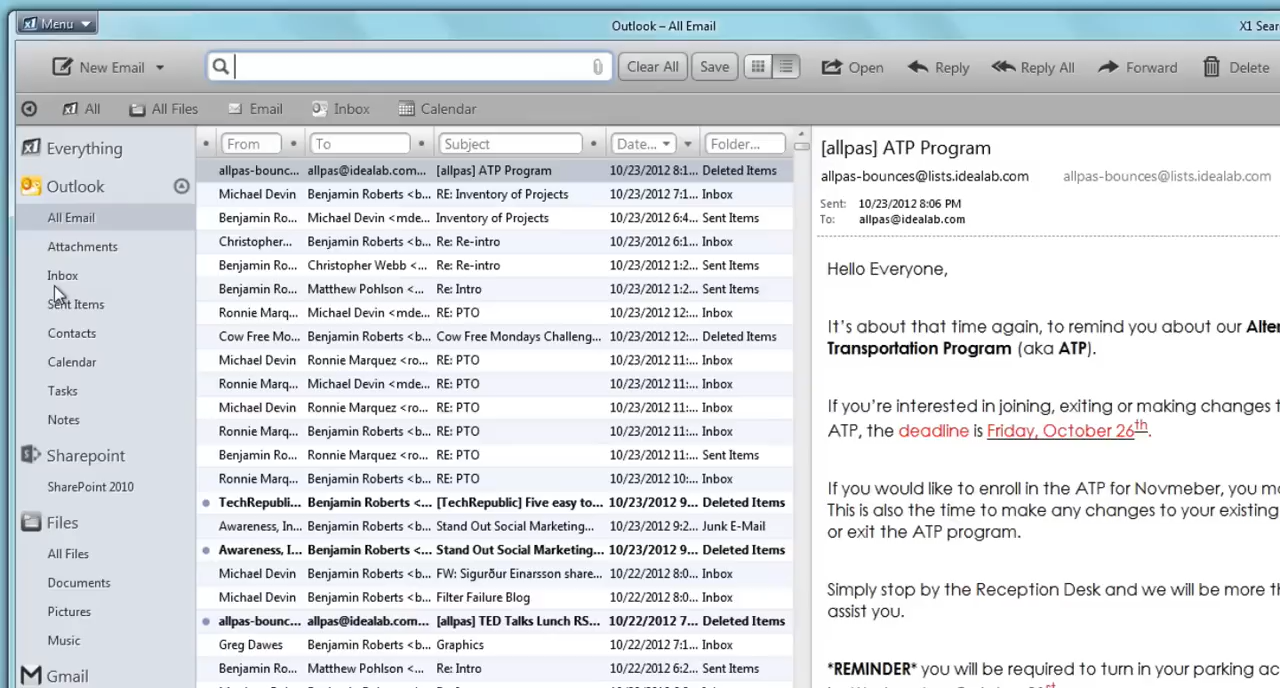 x1 Menu
Outlook – All Email
X1 Sear
New Email
Clear All
Save
Open
Reply
Reply All
Forward
Delete
x1 All
All Files
Email
Inbox
Calendar
x1 Everything
Outlook
All Email
Attachments
Inbox
Sent Items
Contacts
Calendar
Tasks
Notes
Sharepoint
SharePoint 2010
Files
All Files
Documents
Pictures
Music
Gmail
From To Subject Date... Folder...
allpas-bounc... allpas@idealab.com... [allpas] ATP Program 10/23/2012 8:1... Deleted Items
Michael Devin Benjamin Roberts <b... RE: Inventory of Projects 10/23/2012 7:1... Inbox
Benjamin Ro... Michael Devin <mde... Inventory of Projects 10/23/2012 6:4... Sent Items
Christopher... Benjamin Roberts <b... Re: Re-intro 10/23/2012 6:1... Inbox
Benjamin Ro... Christopher Webb <... Re: Re-intro 10/23/2012 1:2... Sent Items
Benjamin Ro... Matthew Pohlson <... Re: Intro 10/23/2012 1:2... Sent Items
Ronnie Marq... Michael Devin <mde... RE: PTO 10/23/2012 12:... Inbox
Cow Free Mo... Benjamin Roberts <b... Cow Free Mondays Challeng... 10/23/2012 12:... Deleted Items
Michael Devin Ronnie Marquez <ro... RE: PTO 10/23/2012 11:... Inbox
Ronnie Marq... Michael Devin <mde... RE: PTO 10/23/2012 11:... Inbox
Michael Devin Ronnie Marquez <ro... RE: PTO 10/23/2012 11:... Inbox
Ronnie Marq... Benjamin Roberts <b... RE: PTO 10/23/2012 11:... Inbox
Benjamin Ro... Ronnie Marquez <ro... RE: PTO 10/23/2012 11:... Sent Items
Ronnie Marq... Benjamin Roberts <b... RE: PTO 10/23/2012 10:... Inbox
TechRepubli... Benjamin Roberts <... [TechRepublic] Five easy to... 10/23/2012 9... Deleted Items
Awareness, In... Benjamin Roberts <b... Stand Out Social Marketing... 10/23/2012 9:2... Junk E-Mail
Awareness, I... Benjamin Roberts <... Stand Out Social Marketing... 10/23/2012 9... Deleted Items
Michael Devin Benjamin Roberts <b... FW: Sigurður Einarsson share... 10/22/2012 8:0... Inbox
Michael Devin Benjamin Roberts <b... Filter Failure Blog 10/22/2012 8:0... Inbox
allpas-bounc... allpas@idealab.com... [allpas] TED Talks Lunch RS... 10/22/2012 7... Deleted Items
Greg Dawes Benjamin Roberts <b... Graphics 10/22/2012 7:1... Inbox
Benjamin Ro... Matthew Pohlson <... Re: Intro 10/22/2012 6:2... Sent Items
[allpas] ATP Program
allpas-bounces@lists.idealab.com allpas-bounces@lists.idealab.com
Sent: 10/23/2012 8:06 PM
To: allpas@idealab.com
Hello Everyone,
It's about that time again, to remind you about our Alter
Transportation Program (aka ATP).
If you're interested in joining, exiting or making changes t
ATP, the deadline is Friday, October 26th.
If you would like to enroll in the ATP for Novmeber, you mo
This is also the time to make any changes to your existing
or exit the ATP program.
Simply stop by the Reception Desk and we will be more th
assist you.
*REMINDER* you will be required to turn in your parking ac